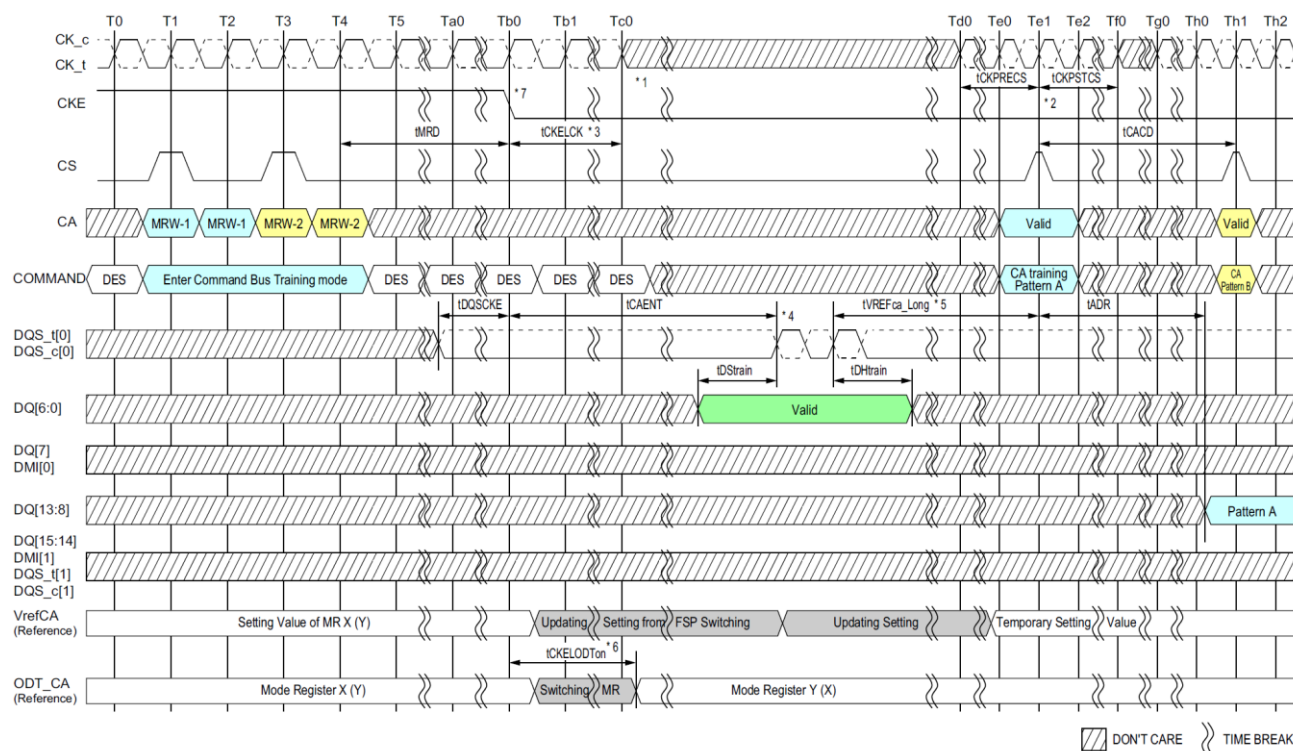 T0 T1 T2 T3 T4 T5 Ta0 Tb0 Tb1 Tc0 Td0 Te0 Te1 Te2 Tf0 Tg0 Th0 Th1 Th2
CK_c
CK_t
*1 tCKPRECS tCKPSTCS
CKE *7 *2
tMRD tCKELCK *3 tCACD
CS
CA MRW-1 MRW-1 MRW-2 MRW-2 Valid Valid
COMMAND DES Enter Command Bus Training mode DES DES DES DES DES CA training Pattern A CA Pattern B
tDQSCKE tCAENT *4 tVREFca_Long *5 tADR
DQS_t[0]
DQS_c[0]
tDStrain tDHtrain
DQ[6:0] Valid
DQ[7]
DMI[0]
DQ[13:8] Pattern A
DQ[15:14]
DMI[1]
DQS_t[1]
DQS_c[1]
VrefCA
(Reference) Setting Value of MR X (Y) Updating Setting from FSP Switching Updating Setting Temporary Setting Value
tCKELODTon *6
ODT_CA
(Reference) Mode Register X (Y) Switching MR Mode Register Y (X)
DON'T CARE TIME BREAK